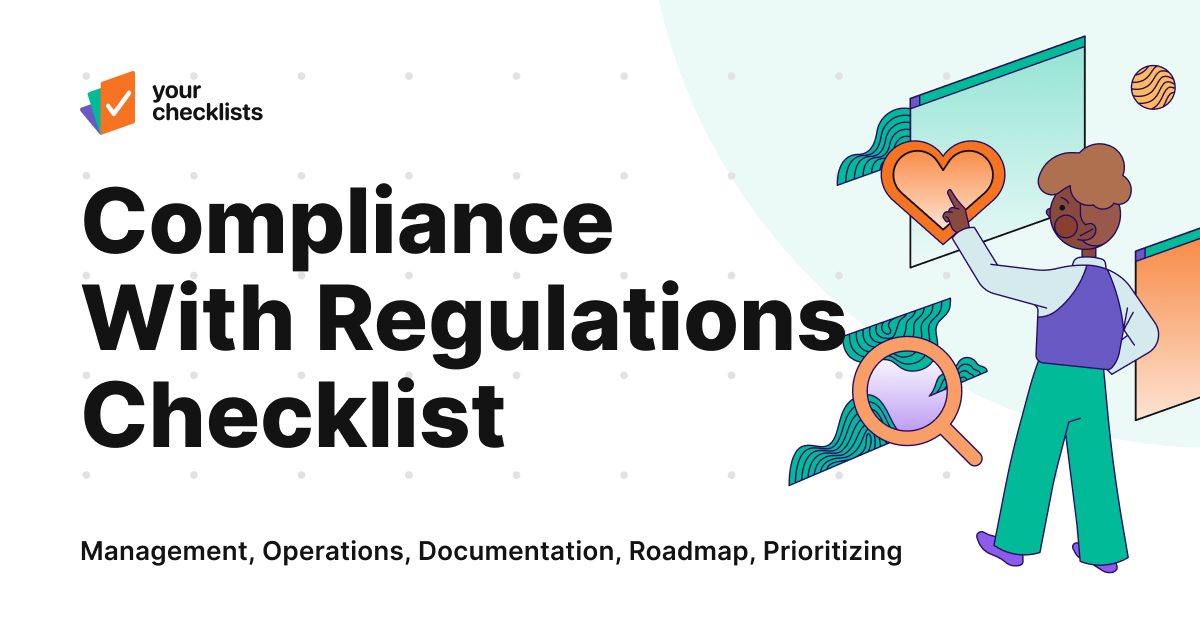 your
checklists
Compliance
With Regulations
Checklist
Management, Operations, Documentation, Roadmap, Prioritizing